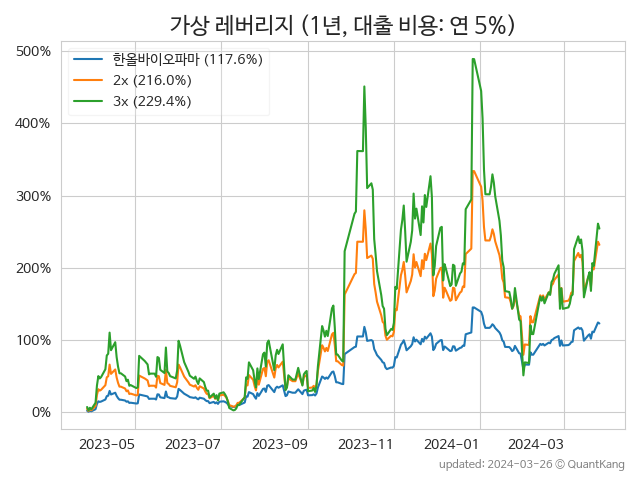 가상 레버리지 (1년, 대출 비용: 연 5%)
500%
400%
300%
200%
100%
0%
한올바이오파마 (117.6%)
2x (216.0%)
3x (229.4%)
2023-05
2023-07
2023-09
2023-11
2024-01
2024-03
updated: 2024-03-26 ⓒ QuantKang